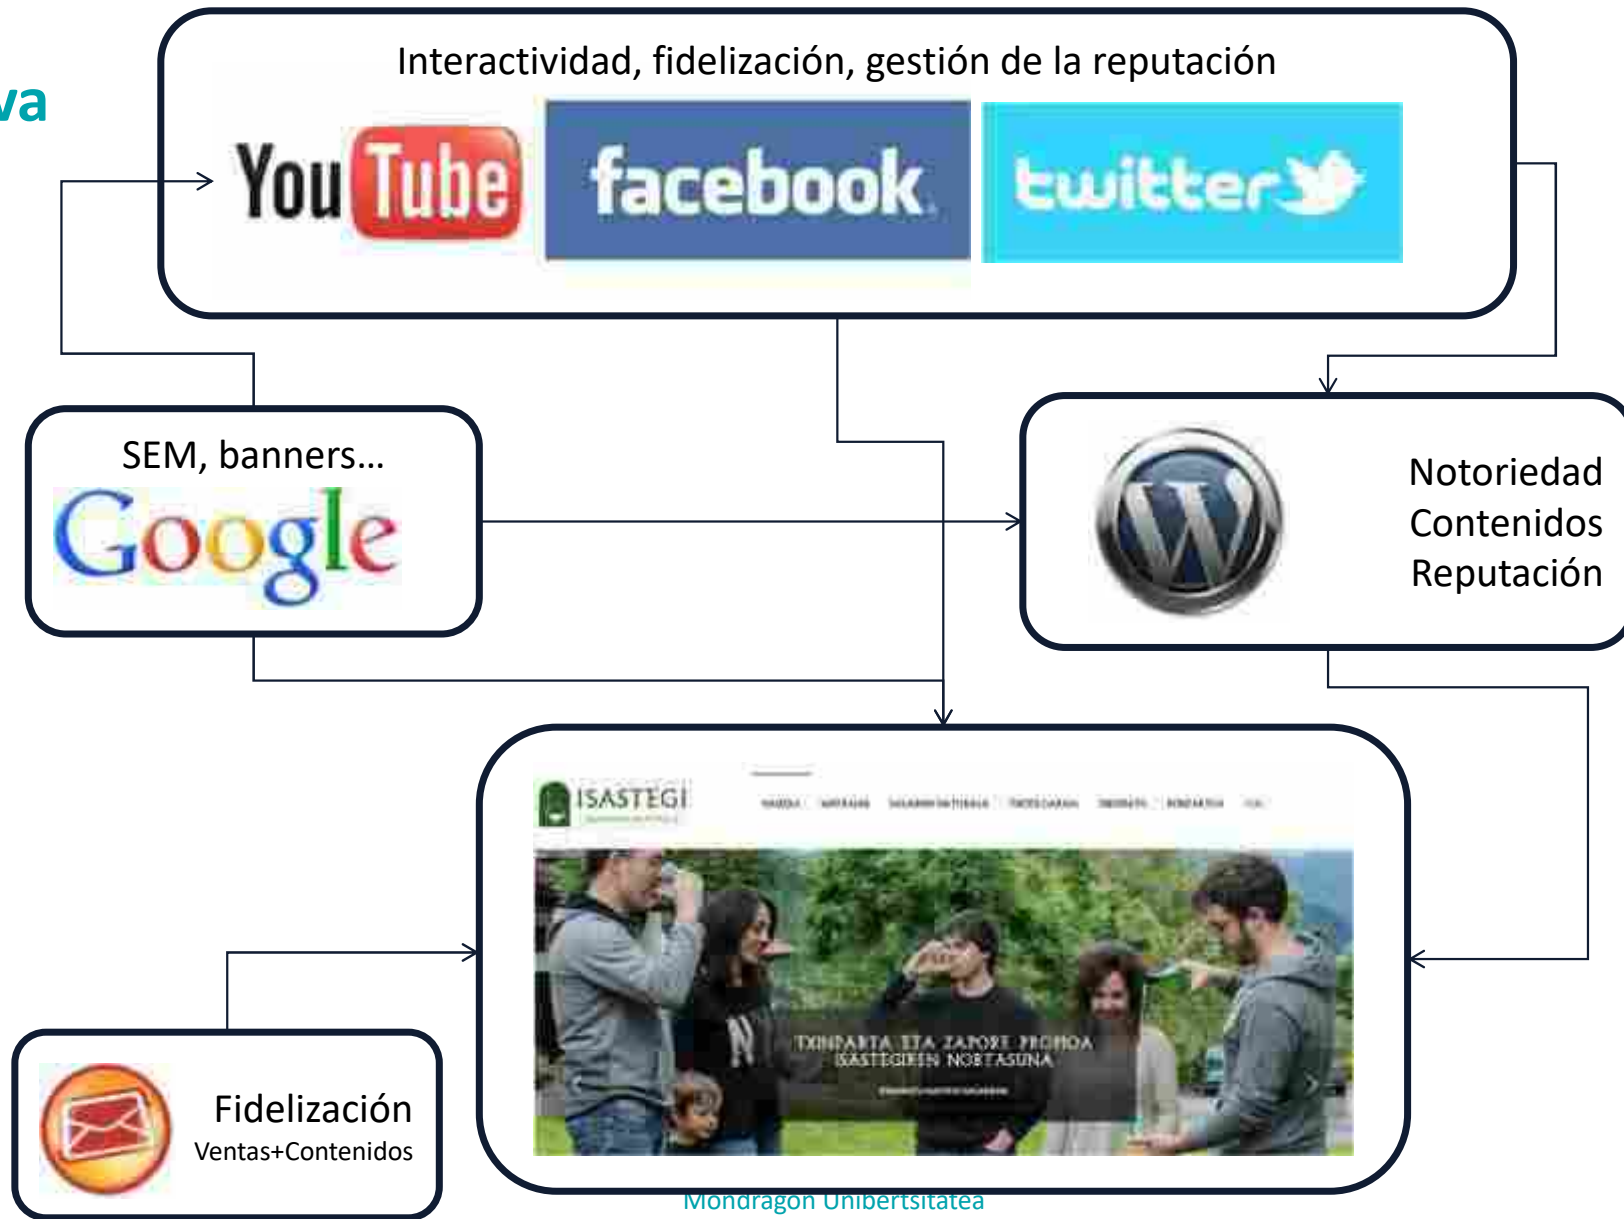 va
Interactividad, fidelización, gestión de la reputación
YouTube
facebook
twitter
SEM, banners...
Google
Notoriedad
Contenidos
Reputación
ISASTEGI
TXINPARTA ETA ZAPORE PROPIOA
ISASTEGIREN NORTASUNA
Fidelización
Ventas+Contenidos
Mondragon Unibertsitatea